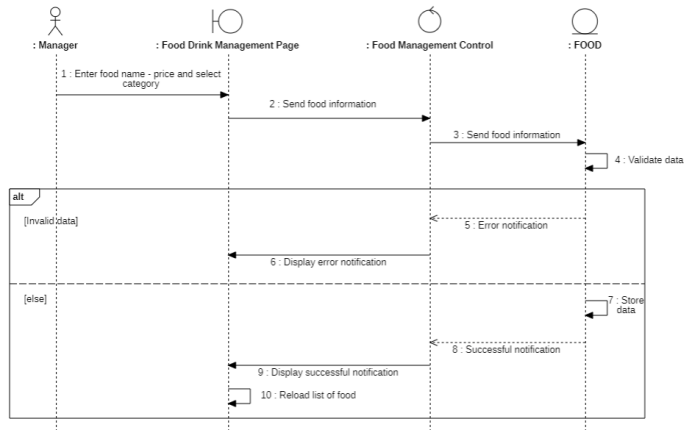 : Manager
: Food Drink Management Page
: Food Management Control
: FOOD
1 : Enter food name - price and select
category
2 : Send food information
3 : Send food information
4 : Validate data
alt
[Invalid data]
5 : Error notification
6 : Display error notification
[else]
7 : Store
data
8 : Successful notification
9 : Display successful notification
10 : Reload list of food